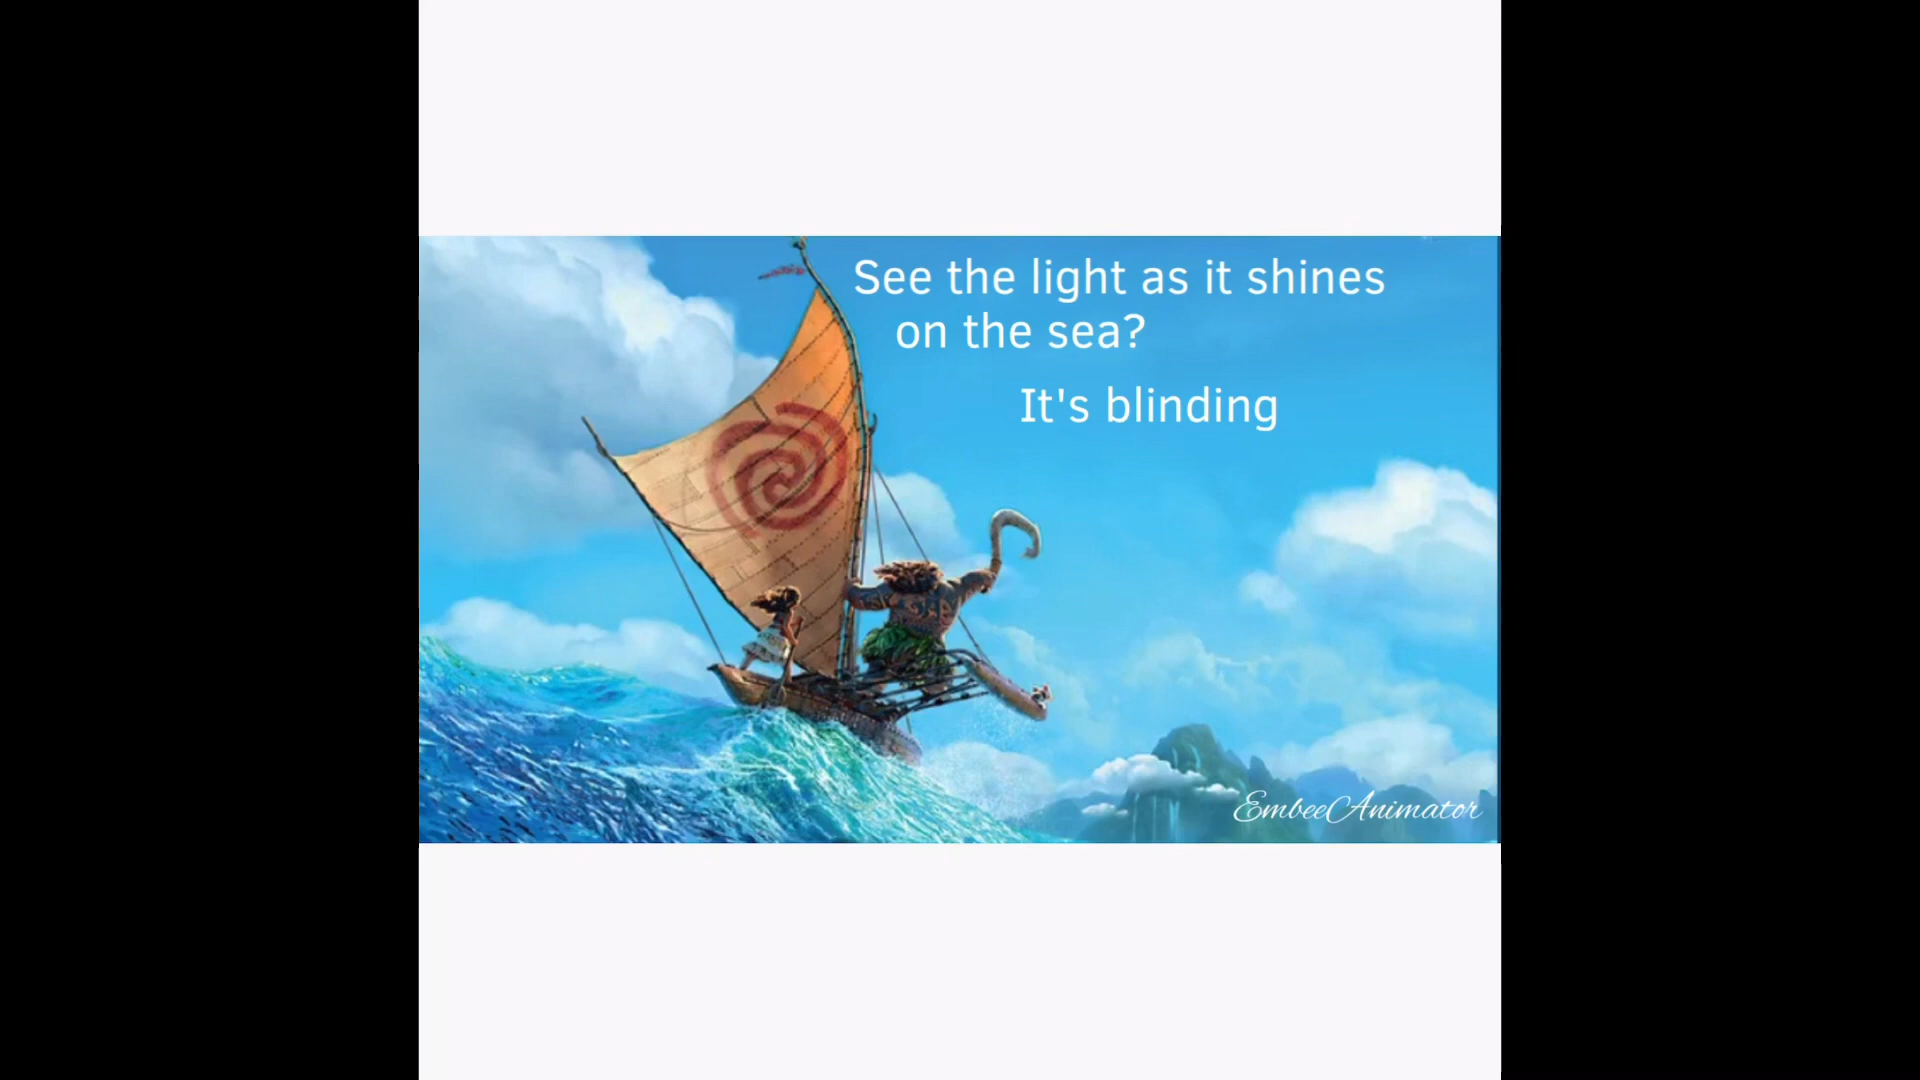 See the light as it shines
on the sea?
It's blinding
EmbeeAnimator